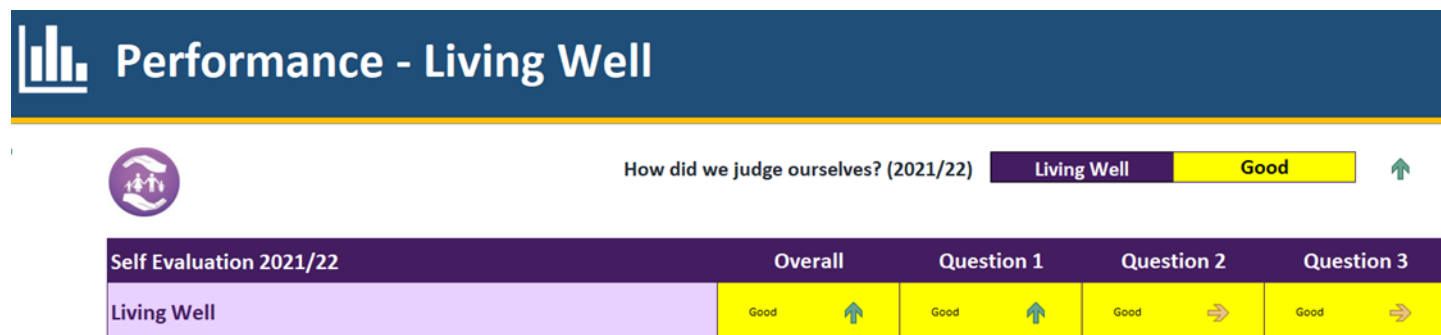 Performance - Living Well
How did we judge ourselves? (2021/22) Living Well Good
Self Evaluation 2021/22 Overall Question 1 Question 2 Question 3
Living Well Good Good Good Good